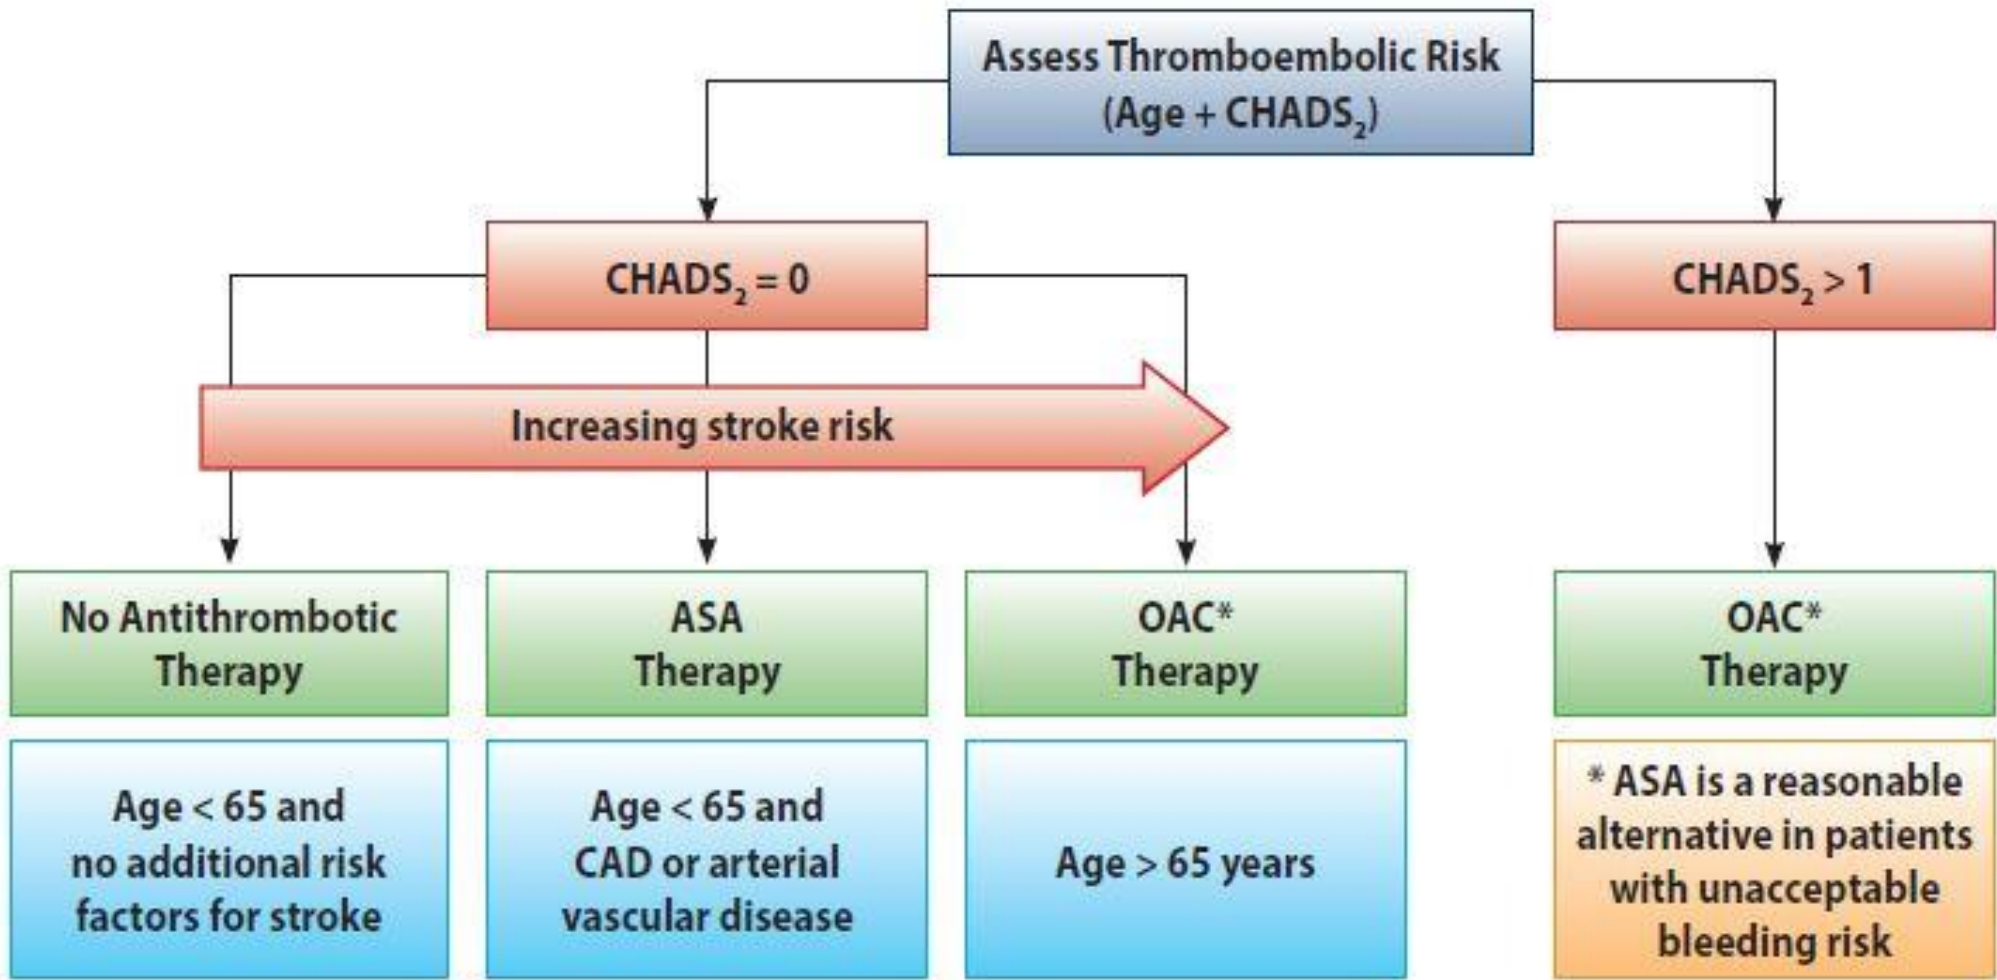 Assess Thromboembolic Risk
(Age + CHADS₂)
CHADS₂ = 0
CHADS₂ > 1
Increasing stroke risk
No Antithrombotic
Therapy
ASA
Therapy
OAC*
Therapy
OAC*
Therapy
Age < 65 and
no additional risk
factors for stroke
Age < 65 and
CAD or arterial
vascular disease
Age > 65 years
* ASA is a reasonable
alternative in patients
with unacceptable
bleeding risk